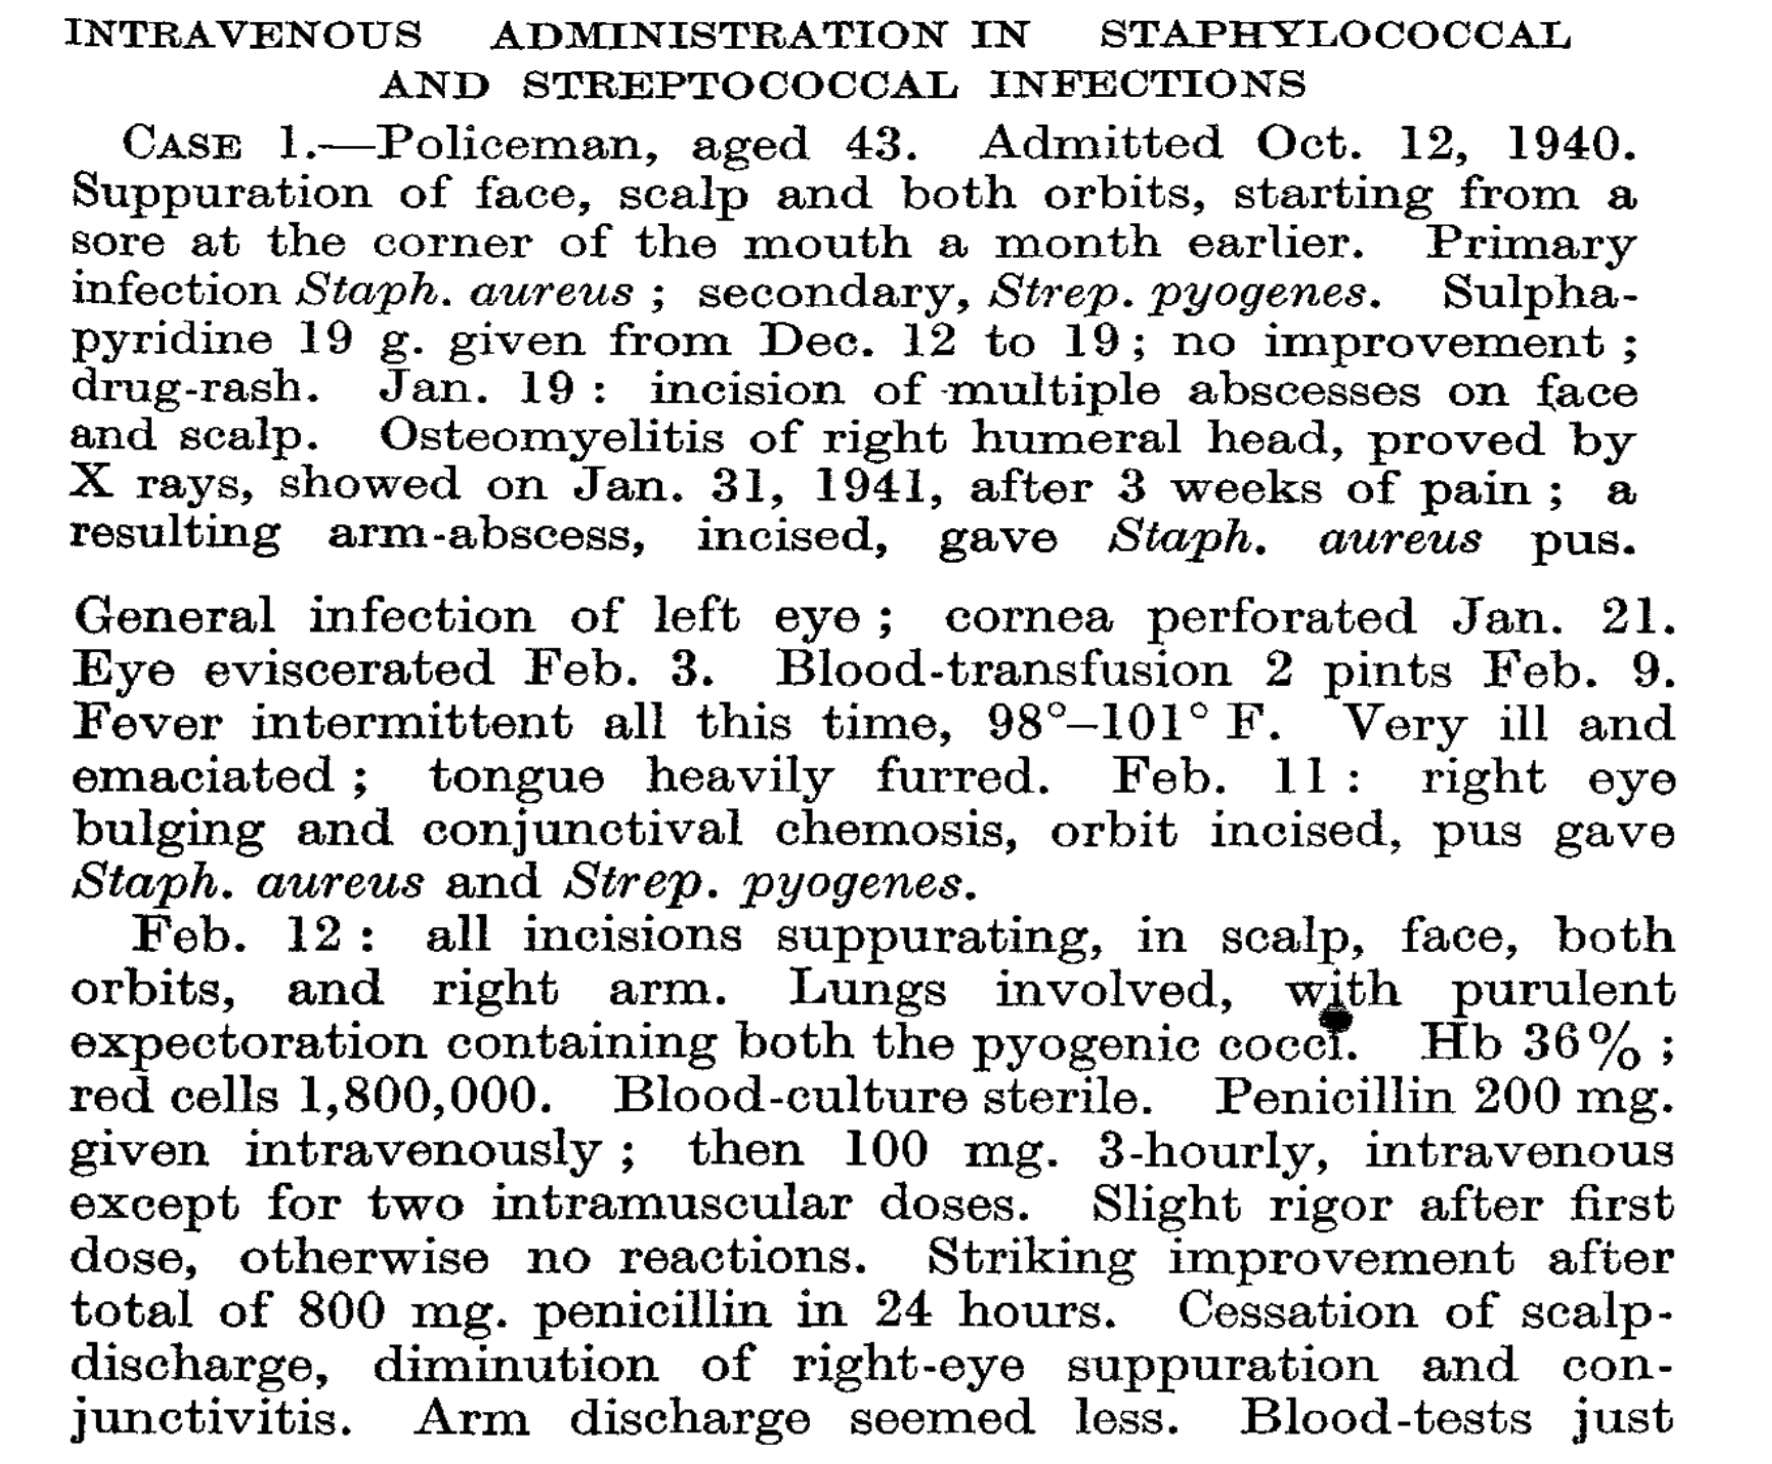 INTRAVENOUS ADMINISTRATION IN STAPHYLOCOCCAL
AND STREPTOCOCCAL INFECTIONS
CASE 1.—Policeman, aged 43. Admitted Oct. 12, 1940.
Suppuration of face, scalp and both orbits, starting from a
sore at the corner of the mouth a month earlier. Primary
infection Staph. aureus ; secondary, Strep. pyogenes. Sulpha-
pyridine 19 g. given from Dec. 12 to 19 ; no improvement ;
drug-rash. Jan. 19 : incision of multiple abscesses on face
and scalp. Osteomyelitis of right humeral head, proved by
X rays, showed on Jan. 31, 1941, after 3 weeks of pain ; a
resulting arm-abscess, incised, gave Staph. aureus pus.
General infection of left eye ; cornea perforated Jan. 21.
Eye eviscerated Feb. 3. Blood-transfusion 2 pints Feb. 9.
Fever intermittent all this time, 98°–101° F. Very ill and
emaciated ; tongue heavily furred. Feb. 11 : right eye
bulging and conjunctival chemosis, orbit incised, pus gave
Staph. aureus and Strep. pyogenes.
Feb. 12 : all incisions suppurating, in scalp, face, both
orbits, and right arm. Lungs involved, with purulent
expectoration containing both the pyogenic cocci. Hb 36% ;
red cells 1,800,000. Blood-culture sterile. Penicillin 200 mg.
given intravenously ; then 100 mg. 3-hourly, intravenous
except for two intramuscular doses. Slight rigor after first
dose, otherwise no reactions. Striking improvement after
total of 800 mg. penicillin in 24 hours. Cessation of scalp-
discharge, diminution of right-eye suppuration and con-
junctivitis. Arm discharge seemed less. Blood-tests just